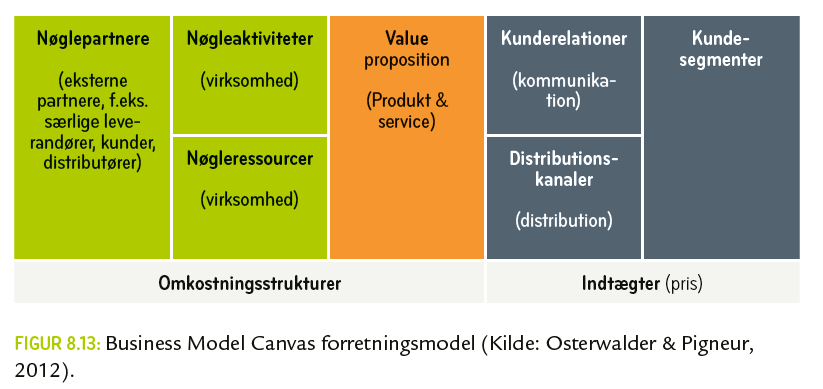 Nøglepartnere
(eksterne
partnere, f.eks.
særlige leve-
randører, kunder,
distributører)
Nøgleaktiviteter
(virksomhed)
Nøgleressourcer
(virksomhed)
Value
proposition
(Produkt &
service)
Kunderelationer
(kommunika-
tion)
Distributions-
kanaler
(distribution)
Kunde-
segmenter
Omkostningsstrukturer
Indtægter (pris)
FIGUR 8.13: Business Model Canvas forretningsmodel (Kilde: Osterwalder & Pigneur,
2012).